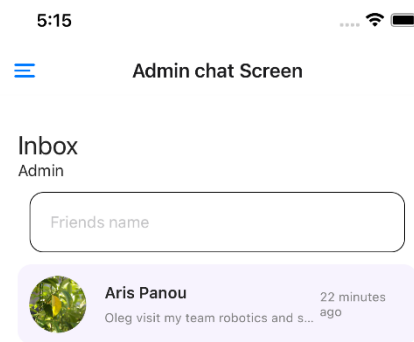 5:15
Admin chat Screen
Inbox
Admin
Friends name
Aris Panou
22 minutes
ago
Oleg visit my team robotics and s...